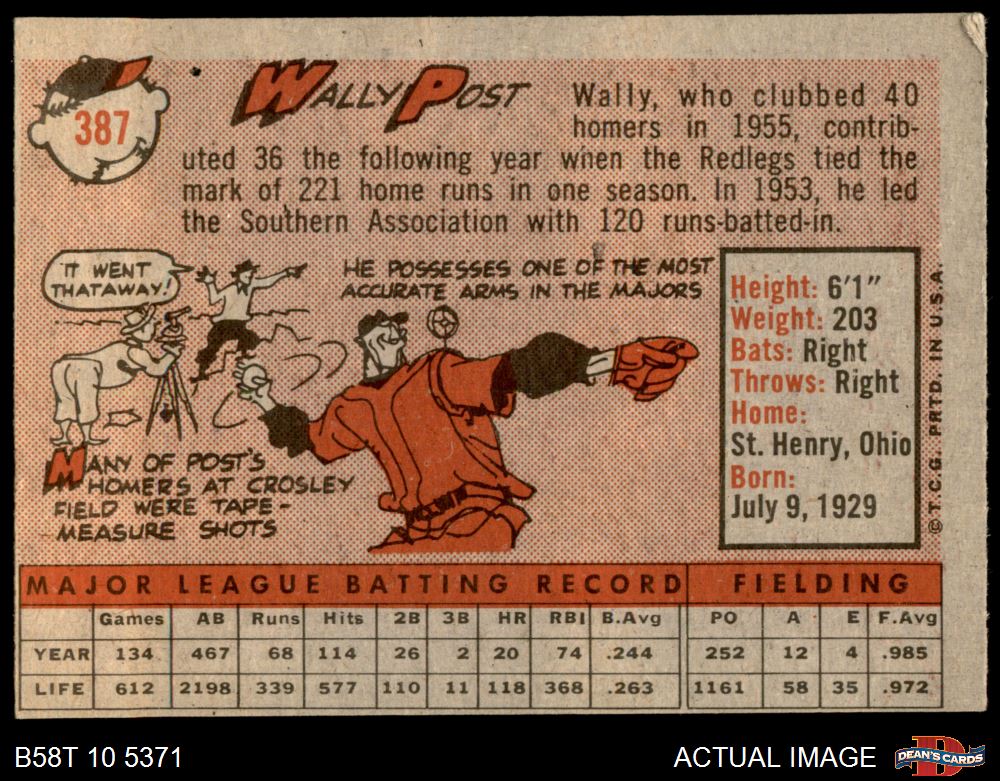 387
WALLY POST
Wally, who clubbed 40
homers in 1955, contrib-
uted 36 the following year when the Redlegs tied the
mark of 221 home runs in one season. In 1953, he led
the Southern Association with 120 runs-batted-in.
IT WENT
THATAWAY!
HE POSSESSES ONE OF THE MOST
ACCURATE ARMS IN THE MAJORS
MANY OF POST'S
HOMERS AT CROSLEY
FIELD WERE TAPE-
MEASURE SHOTS
Height: 6'1"
Weight: 203
Bats: Right
Throws: Right
Home:
St. Henry, Ohio
Born:
July 9, 1929
© T.C.G. PRTD. IN U.S.A.
MAJOR LEAGUE BATTING RECORD FIELDING
Games AB Runs Hits 2B 3B HR RBI B.Avg PO A E F.Avg
YEAR 134 467 68 114 26 2 20 74 .244 252 12 4 .985
LIFE 612 2198 339 577 110 11 118 368 .263 1161 58 35 .972
B58T 10 5371 ACTUAL IMAGE
D
DEAN'S CARDS